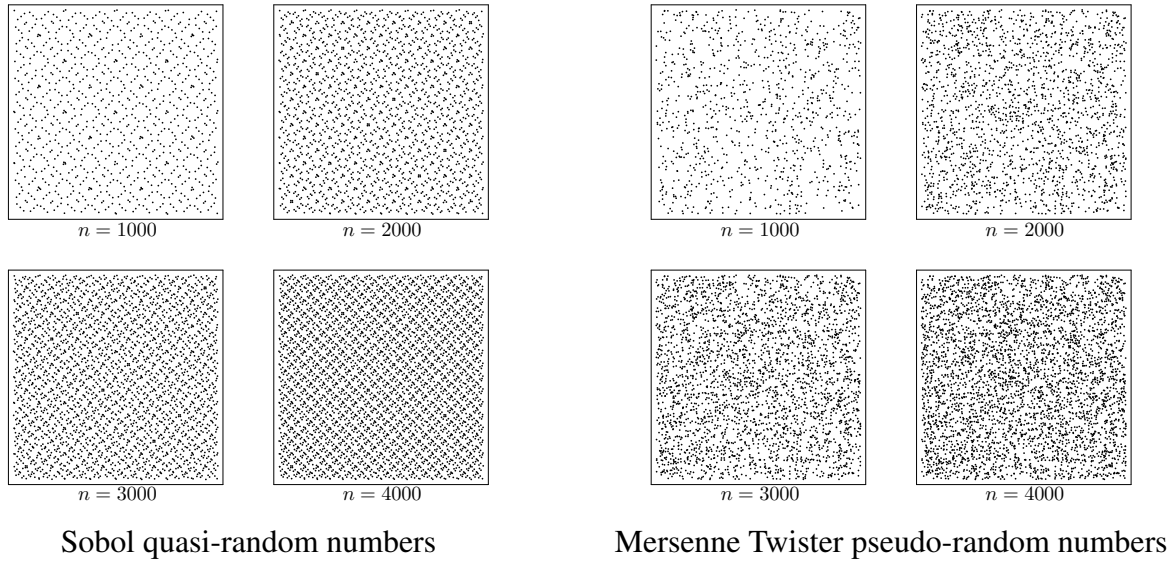 n = 1000
n = 2000
n = 3000
n = 4000
Sobol quasi-random numbers
n = 1000
n = 2000
n = 3000
n = 4000
Mersenne Twister pseudo-random numbers